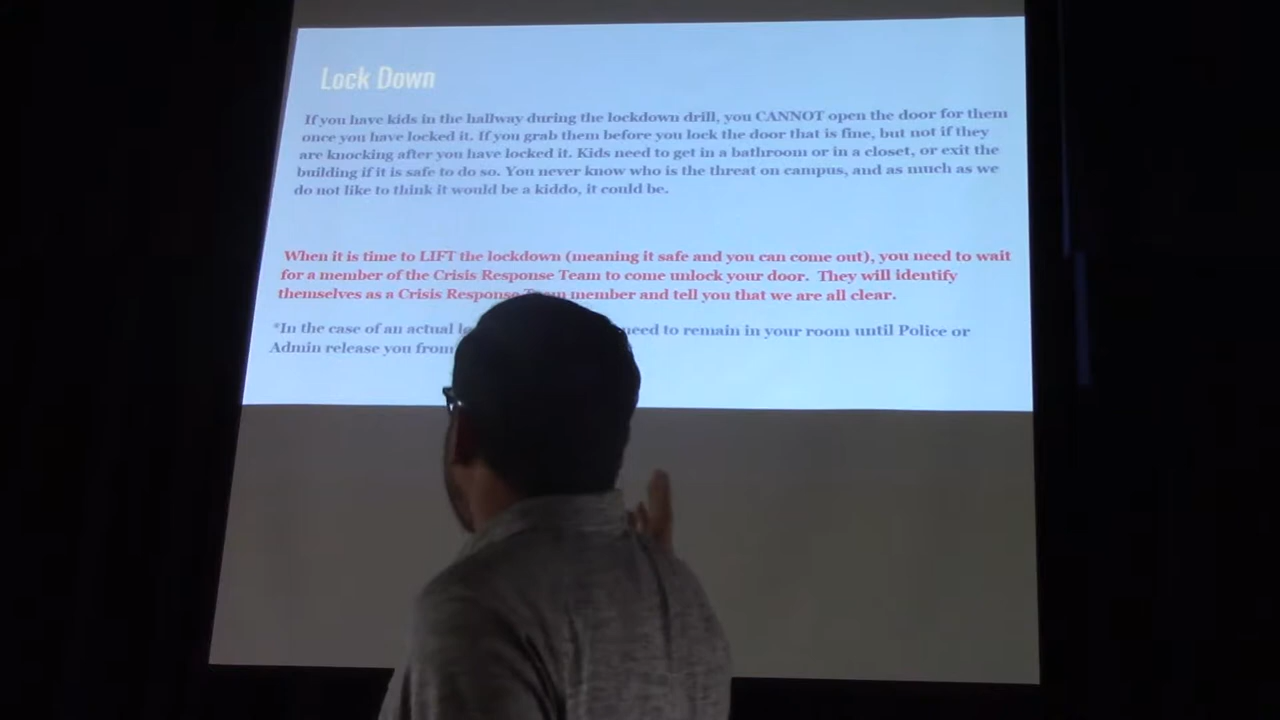 Lock Down
If you have kids in the hallway during the lockdown drill, you CANNOT open the door for them
once you have locked it. If you grab them before you lock the door that is fine, but not if they
are knocking after you have locked it. Kids need to get in a bathroom or in a closet, or exit the
building if it is safe to do so. You never know who is the threat on campus, and as much as we
do not like to think it would be a kiddo, it could be.
When it is time to LIFT the lockdown (meaning it safe and you can come out), you need to wait
for a member of the Crisis Response Team to come unlock your door. They will identify
themselves as a Crisis Response Team member and tell you that we are all clear.
*In the case of an actual need to remain in your room until Police or
Admin release you from